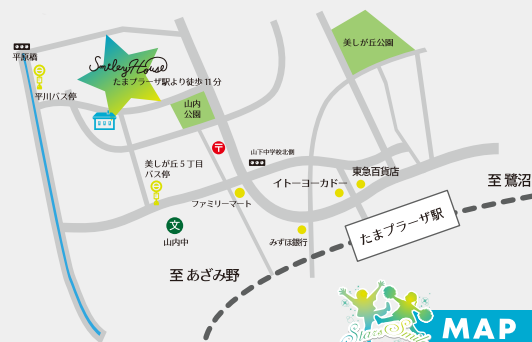 平原橋
Smiley House
たまプラーザ駅より徒歩11分
平川バス停
山内
公園
美しが丘公園
〒
山下中学校北側
美しが丘5丁目
バス停
イトーヨーカドー
東急百貨店
至 鷺沼
ファミリーマート
たまプラーザ駅
文
山内中
みずほ銀行
至 あざみ野
Star Smile
MAP